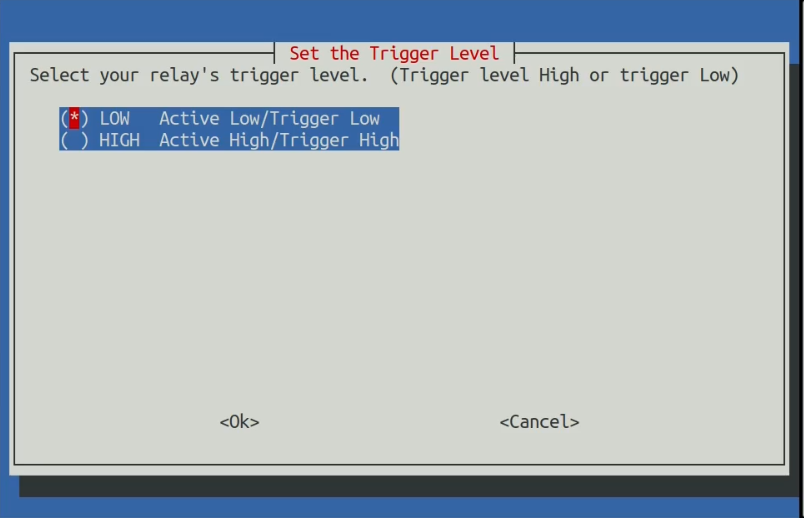 Set the Trigger Level
Select your relay's trigger level.  (Trigger level High or trigger Low)
(*) LOW   Active Low/Trigger Low
( ) HIGH  Active High/Trigger High
<Ok> <Cancel>